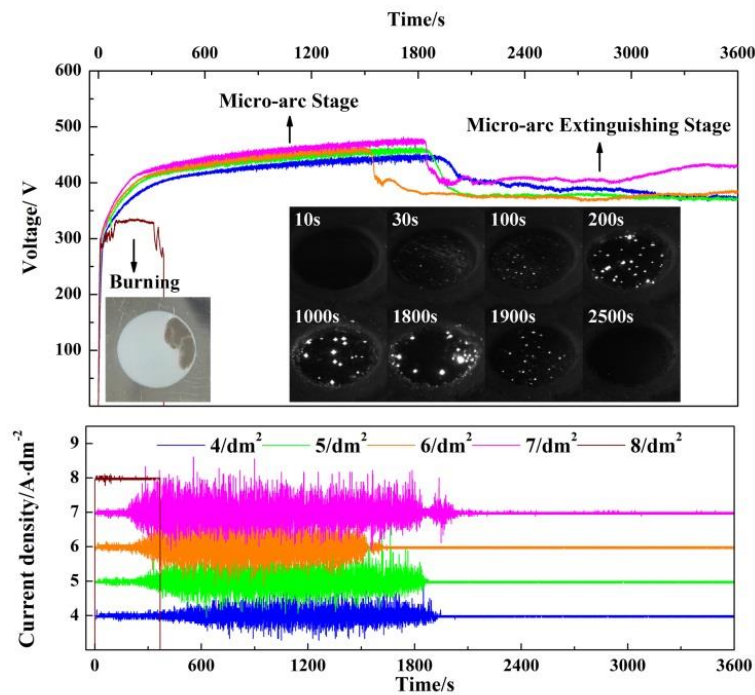 Time/s
0 600 1200 1800 2400 3000 3600
600
Micro-arc Stage
500
Micro-arc Extinguishing Stage
400
Voltage/ V
10s 30s 100s 200s
300
Burning
200
1000s 1800s 1900s 2500s
100
9
4/dm² 5/dm² 6/dm² 7/dm² 8/dm²
8
7
Current density/A·dm⁻²
6
5
4
0 600 1200 1800 2400 3000 3600
Time/s